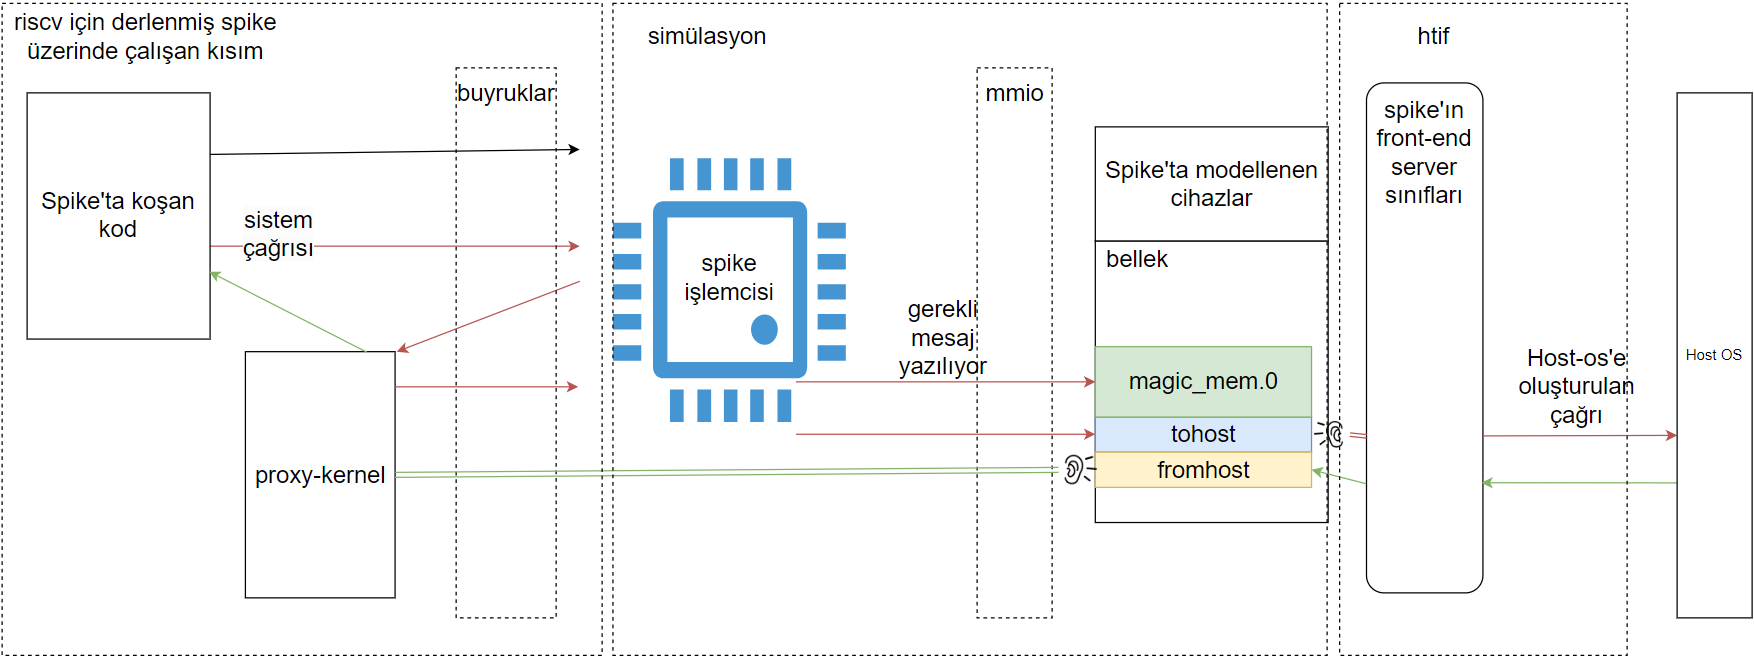 riscv için derlenmiş spike
üzerinde çalışan kısım
simülasyon
htif
buyruklar
mmio
Spike'ta koşan
kod
sistem
çağrısı
proxy-kernel
spike
işlemcisi
gerekli
mesaj
yazılıyor
Spike'ta modellenen
cihazlar
bellek
magic_mem.0
tohost
fromhost
spike'ın
front-end
server
sınıfları
Host-os'e
oluşturulan
çağrı
Host OS